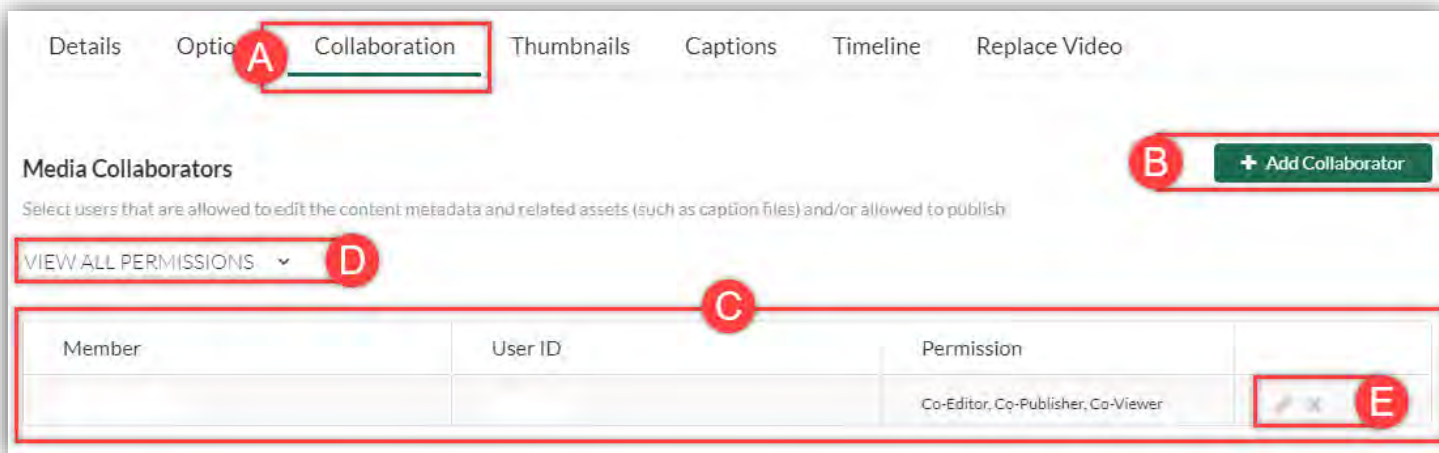 Details Optio A Collaboration Thumbnails Captions Timeline Replace Video
Media Collaborators B + Add Collaborator
Select users that are allowed to edit the content metadata and related assets (such as caption files) and/or allowed to publish
VIEW ALL PERMISSIONS D
C
Member User ID Permission
Co-Editor, Co-Publisher, Co-Viewer E